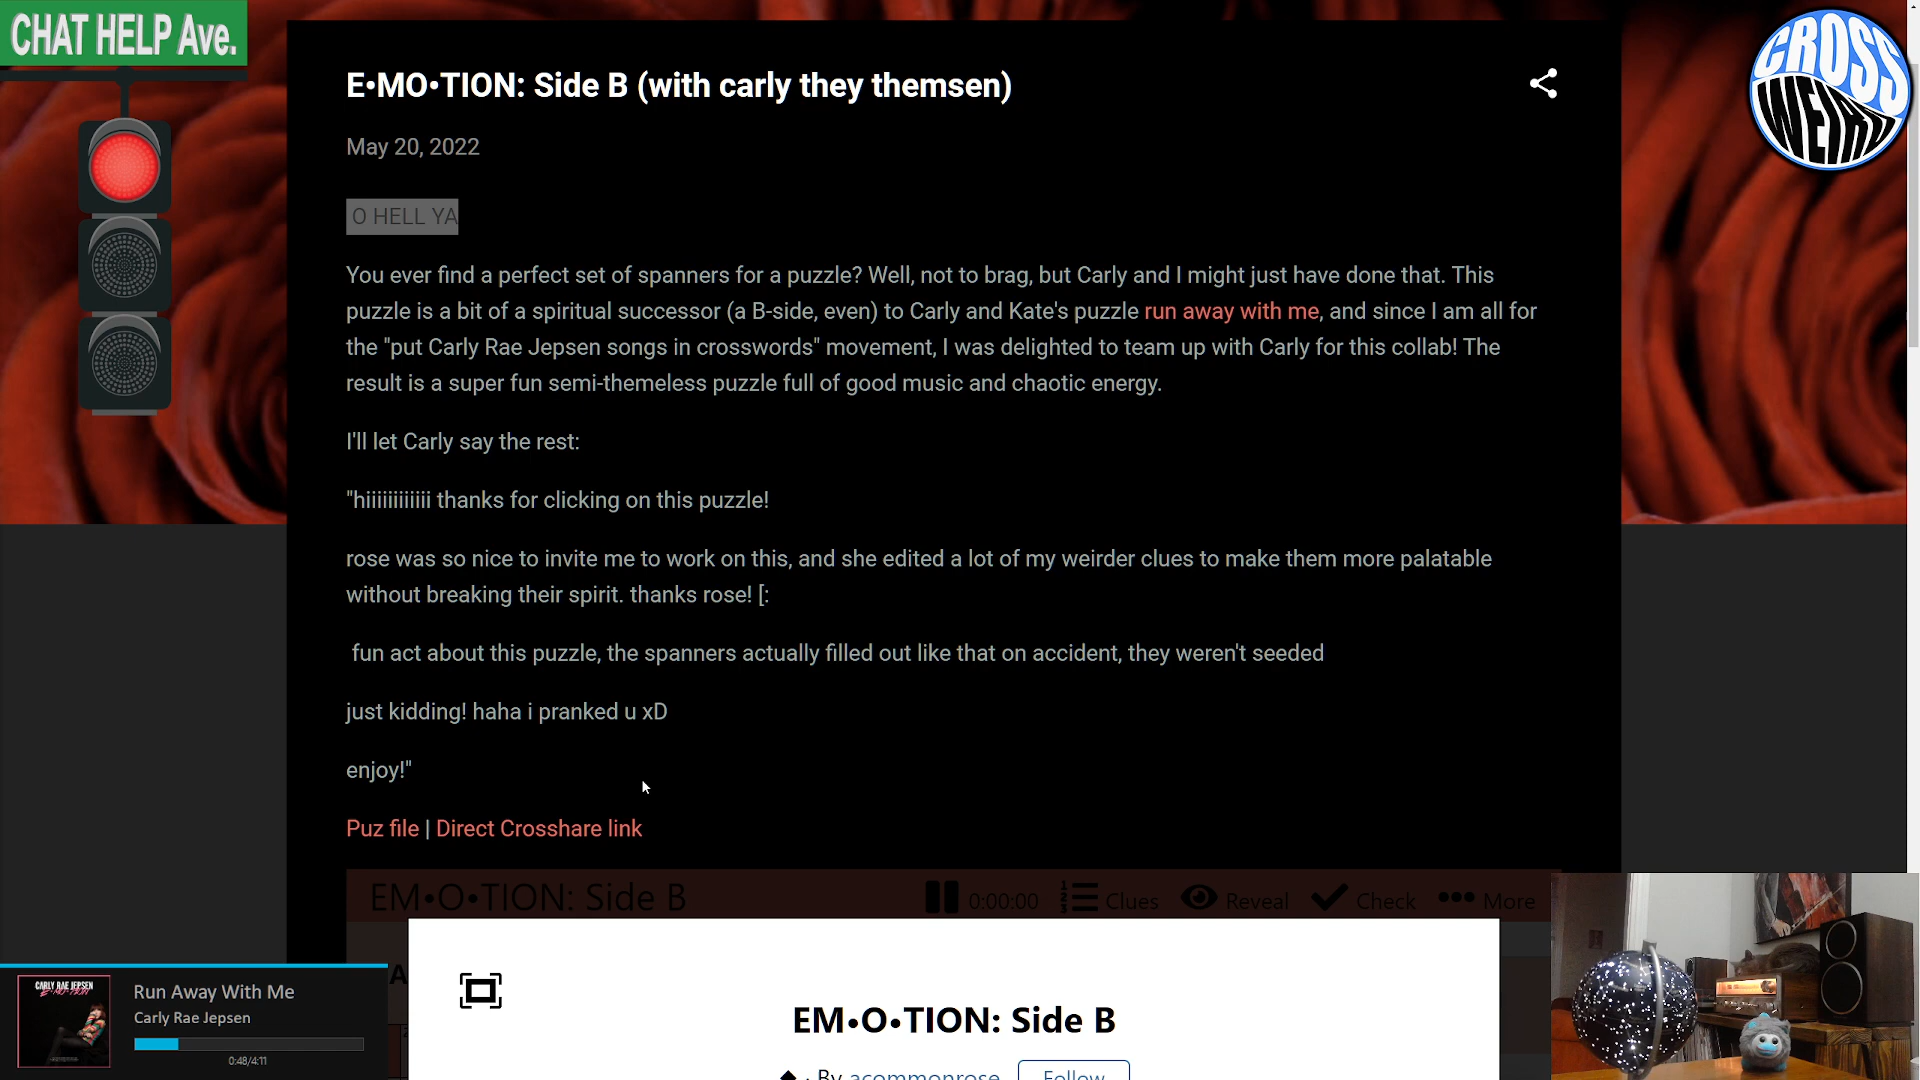 CHAT HELP Ave.
CROSS
WEIRD
E•MO•TION: Side B (with carly they themsen)
May 20, 2022
O HELL YA
You ever find a perfect set of spanners for a puzzle? Well, not to brag, but Carly and I might just have done that. This
puzzle is a bit of a spiritual successor (a B-side, even) to Carly and Kate's puzzle run away with me, and since I am all for
the "put Carly Rae Jepsen songs in crosswords" movement, I was delighted to team up with Carly for this collab! The
result is a super fun semi-themeless puzzle full of good music and chaotic energy.
I'll let Carly say the rest:
"hiiiiiiiiiiii thanks for clicking on this puzzle!
rose was so nice to invite me to work on this, and she edited a lot of my weirder clues to make them more palatable
without breaking their spirit. thanks rose! [:
fun act about this puzzle, the spanners actually filled out like that on accident, they weren't seeded
just kidding! haha i pranked u xD
enjoy!"
Puz file | Direct Crosshare link
EM•O•TION: Side B
0:00:00 Clues Reveal Check More
A
EM•O•TION: Side B
By acommonrose Follow
CARLY RAE JEPSEN
E•MO•TION
Run Away With Me
Carly Rae Jepsen
0:48/4:11